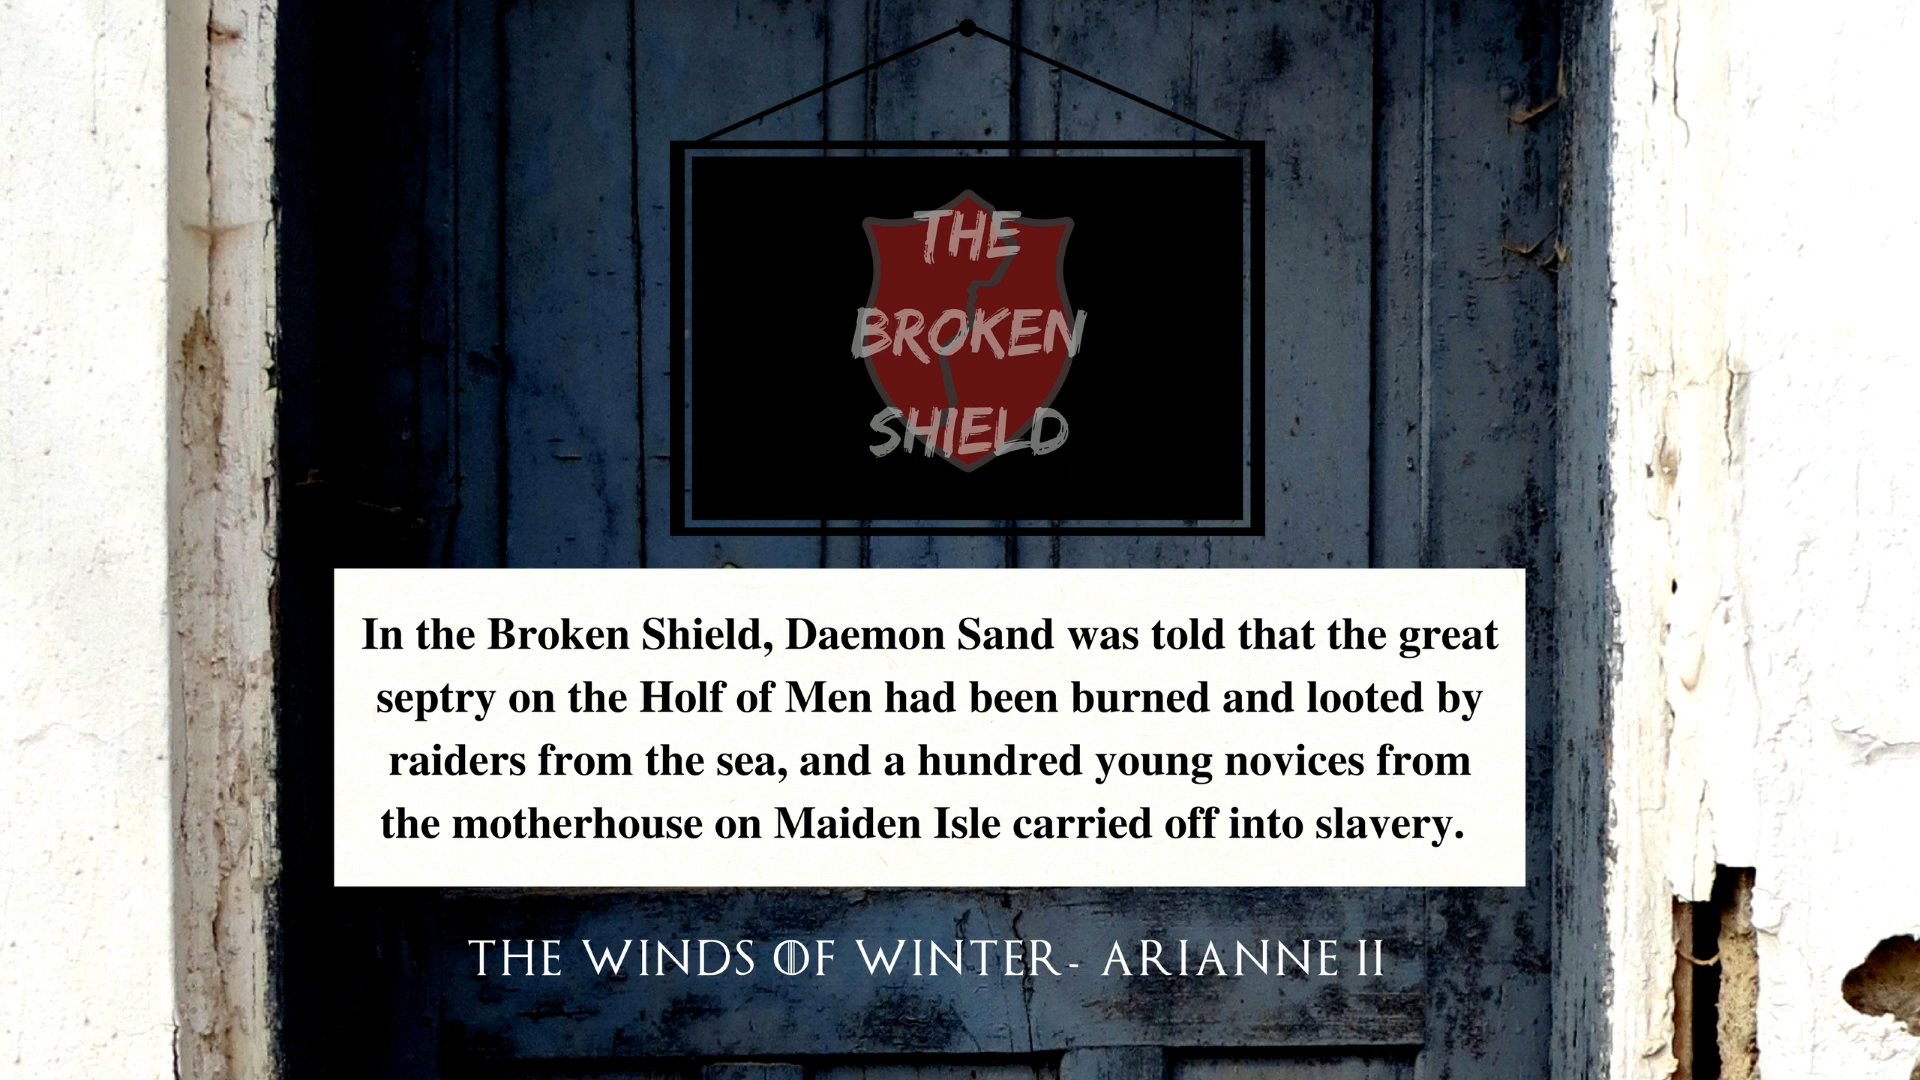 THE
BROKEN
SHIELD
In the Broken Shield, Daemon Sand was told that the great
septry on the Holf of Men had been burned and looted by
raiders from the sea, and a hundred young novices from
the motherhouse on Maiden Isle carried off into slavery.
THE WINDS OF WINTER- ARIANNE II